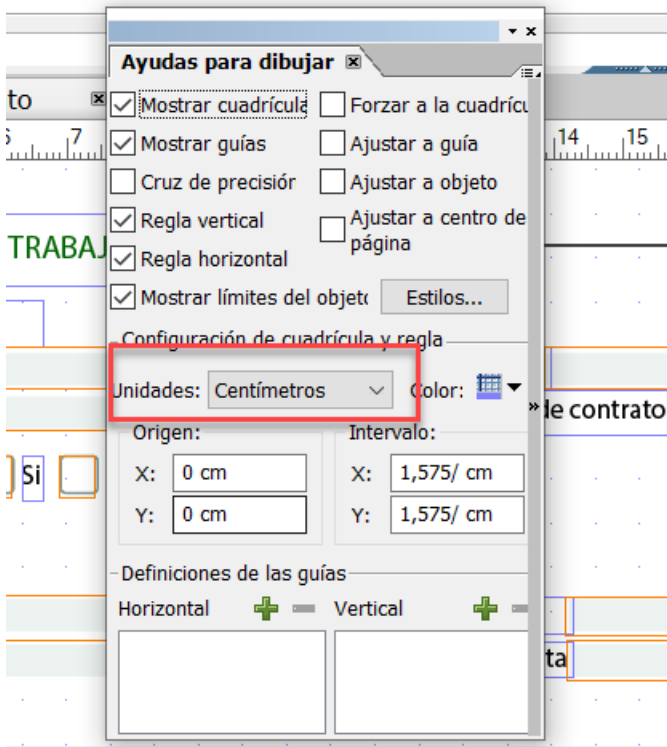 Ayudas para dibujar
to
7 14 15
Mostrar cuadrícula Forzar a la cuadrícu
Mostrar guías Ajustar a guía
Cruz de precisión Ajustar a objeto
Regla vertical Ajustar a centro de
página
TRABAJ
Regla horizontal
Mostrar límites del objeto Estilos...
Configuración de cuadrícula y regla
Unidades: Centímetros Color:
de contrato
Origen: Intervalo:
Si X: 0 cm X: 1,575/ cm
Y: 0 cm Y: 1,575/ cm
Definiciones de las guías
Horizontal Vertical
ta